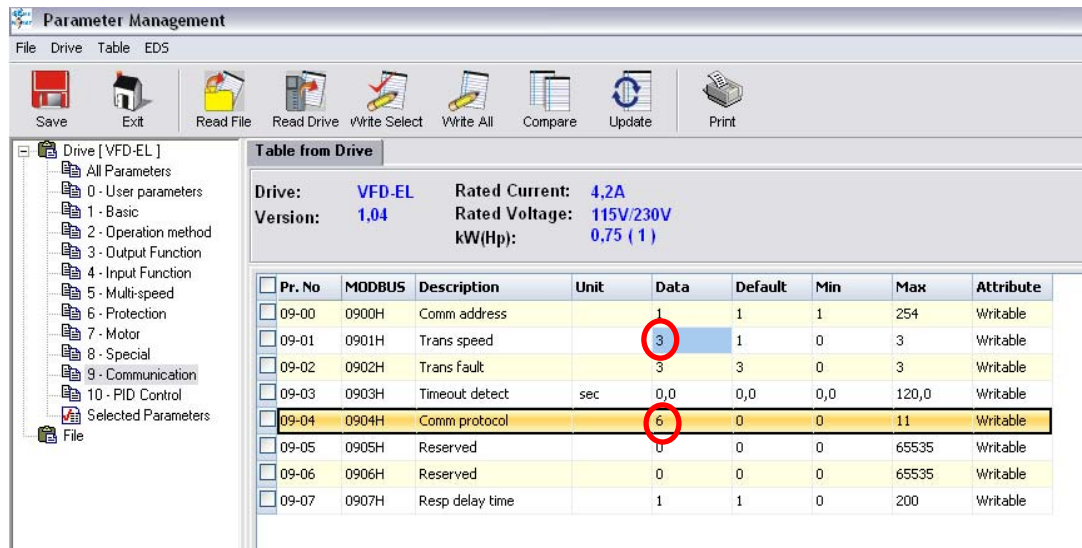 Parameter Management
File Drive Table EDS
Save Exit Read File Read Drive Write Select Write All Compare Update Print
Drive [ VFD-EL ]
All Parameters
0 - User parameters
1 - Basic
2 - Operation method
3 - Output Function
4 - Input Function
5 - Multi-speed
6 - Protection
7 - Motor
8 - Special
9 - Communication
10 - PID Control
Selected Parameters
File
Table from Drive
Drive: VFD-EL Rated Current: 4,2A
Version: 1,04 Rated Voltage: 115V/230V
kW(Hp): 0,75 ( 1 )
Pr. No MODBUS Description Unit Data Default Min Max Attribute
09-00 0900H Comm address 1 1 1 254 Writable
09-01 0901H Trans speed 3 1 0 3 Writable
09-02 0902H Trans fault 3 3 0 3 Writable
09-03 0903H Timeout detect sec 0,0 0,0 0,0 120,0 Writable
09-04 0904H Comm protocol 6 0 0 11 Writable
09-05 0905H Reserved 0 0 0 65535 Writable
09-06 0906H Reserved 0 0 0 65535 Writable
09-07 0907H Resp delay time 1 1 0 200 Writable